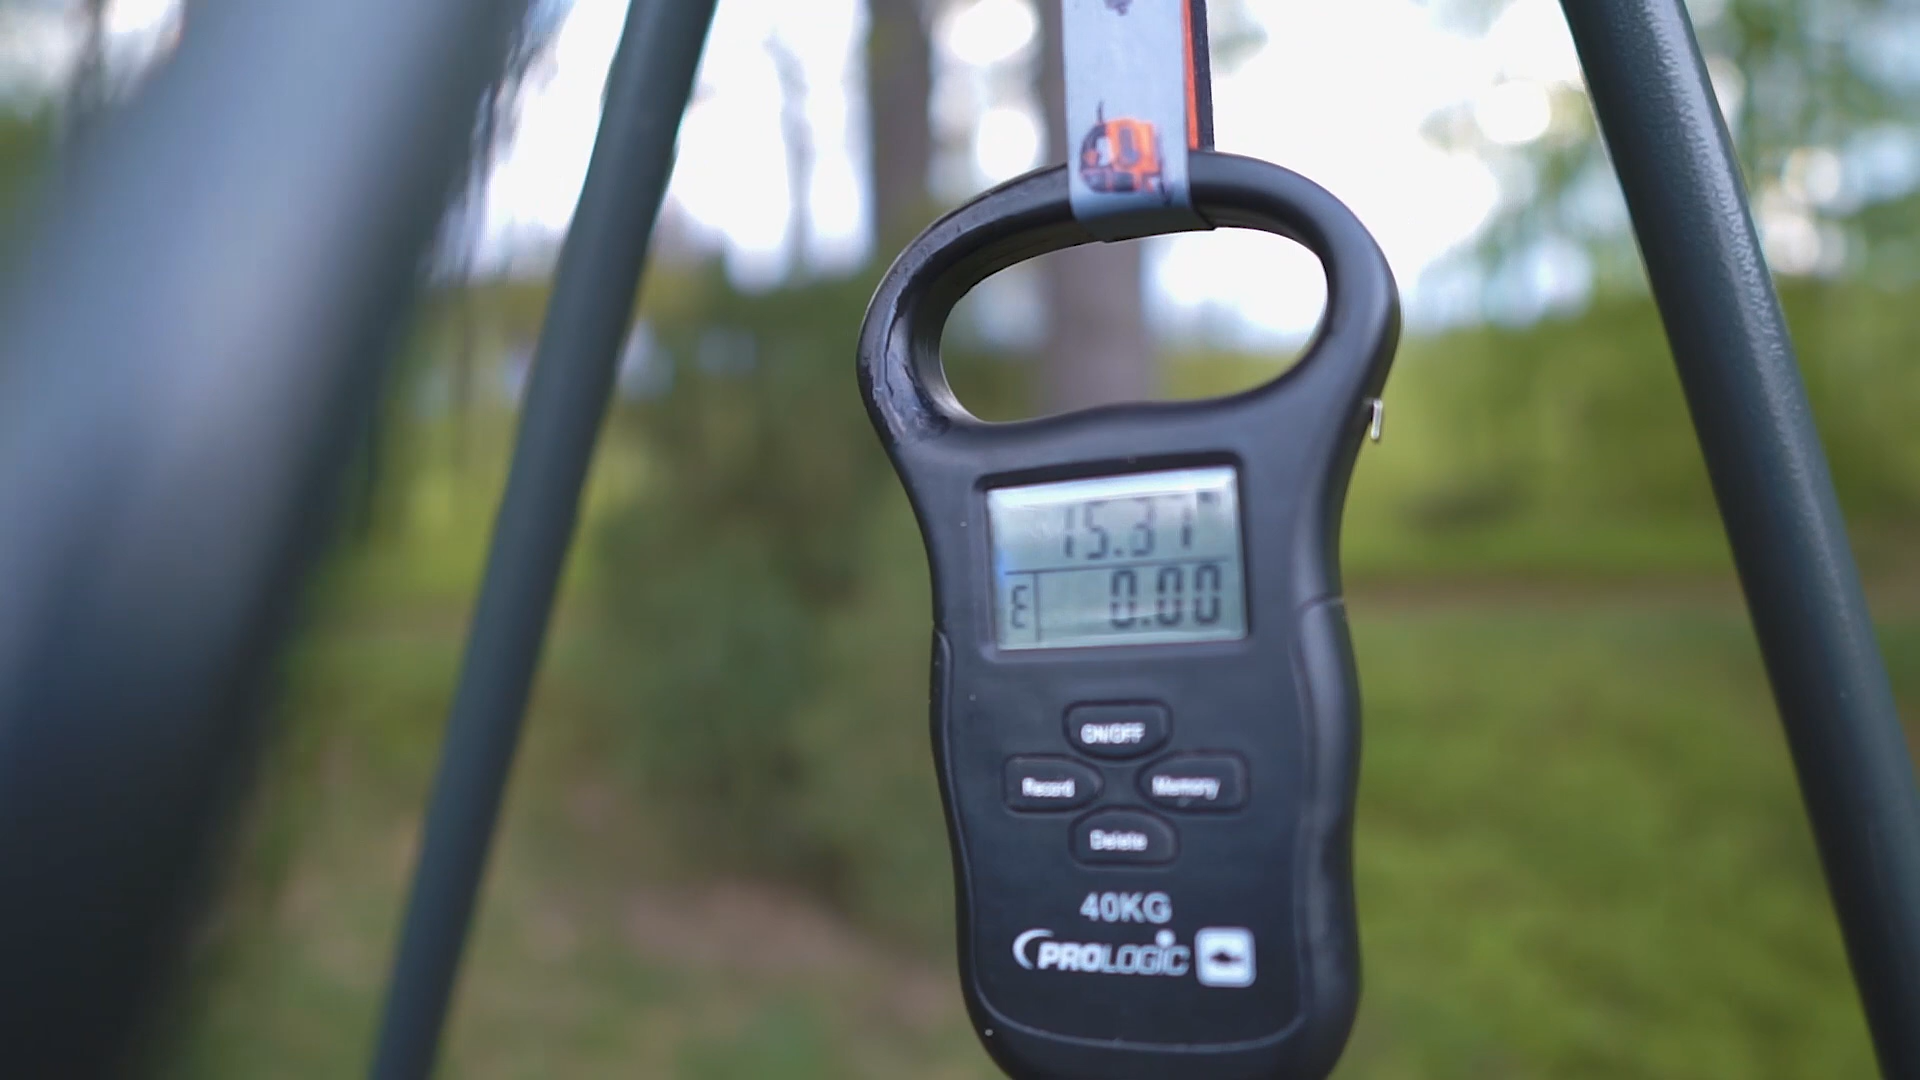 15.37
E 0.00
ON/OFF
Record Memory
Delete
40KG
PROLOGIC